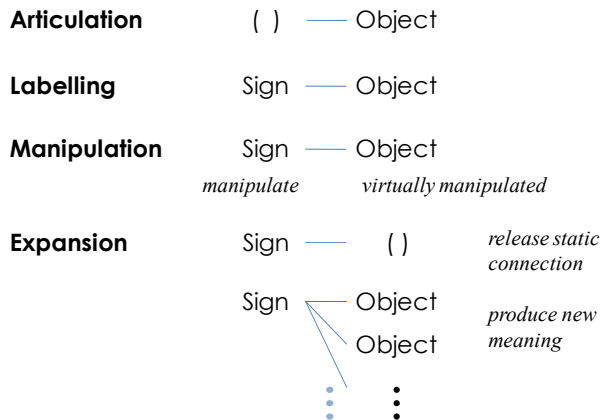 Articulation ( ) Object
Labelling Sign Object
Manipulation Sign Object
manipulate virtually manipulated
Expansion Sign ( ) release static
connection
Sign Object produce new
Object meaning